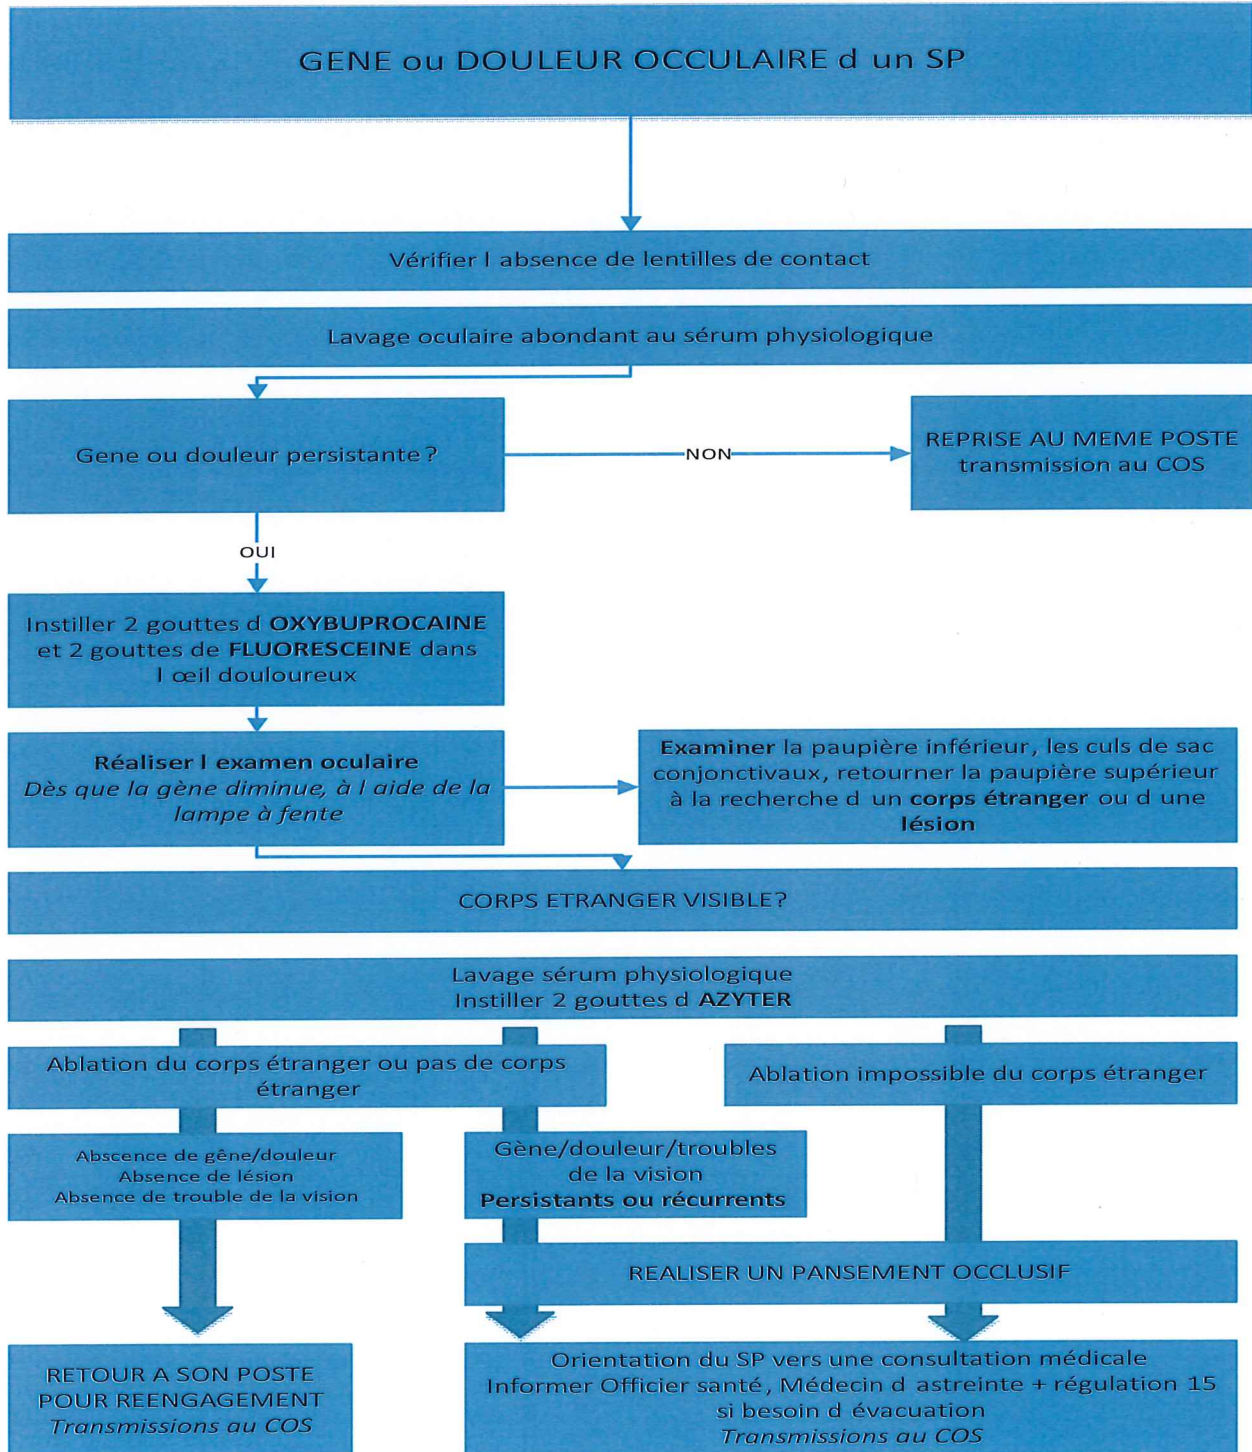 GENE ou DOULEUR OCCULAIRE d un SP
Vérifier l absence de lentilles de contact
Lavage oculaire abondant au sérum physiologique
Gene ou douleur persistante ?
NON
REPRISE AU MEME POSTE
transmission au COS
OUI
Instiller 2 gouttes d OXYBUPROCAINE
et 2 gouttes de FLUORESCEINE dans
l œil douloureux
Réaliser l examen oculaire
Dès que la gène diminue, à l aide de la
lampe à fente
Examiner la paupière inférieur, les culs de sac
conjonctivaux, retourner la paupière supérieur
à la recherche d un corps étranger ou d une
lésion
CORPS ETRANGER VISIBLE?
Lavage sérum physiologique
Instiller 2 gouttes d AZYTER
Ablation du corps étranger ou pas de corps
étranger
Ablation impossible du corps étranger
Abscence de gêne/douleur
Absence de lésion
Absence de trouble de la vision
Gène/douleur/troubles
de la vision
Persistants ou récurrents
REALISER UN PANSEMENT OCCLUSIF
RETOUR A SON POSTE
POUR REENGAGEMENT
Transmissions au COS
Orientation du SP vers une consultation médicale
Informer Officier santé, Médecin d astreinte + régulation 15
si besoin d évacuation
Transmissions au COS